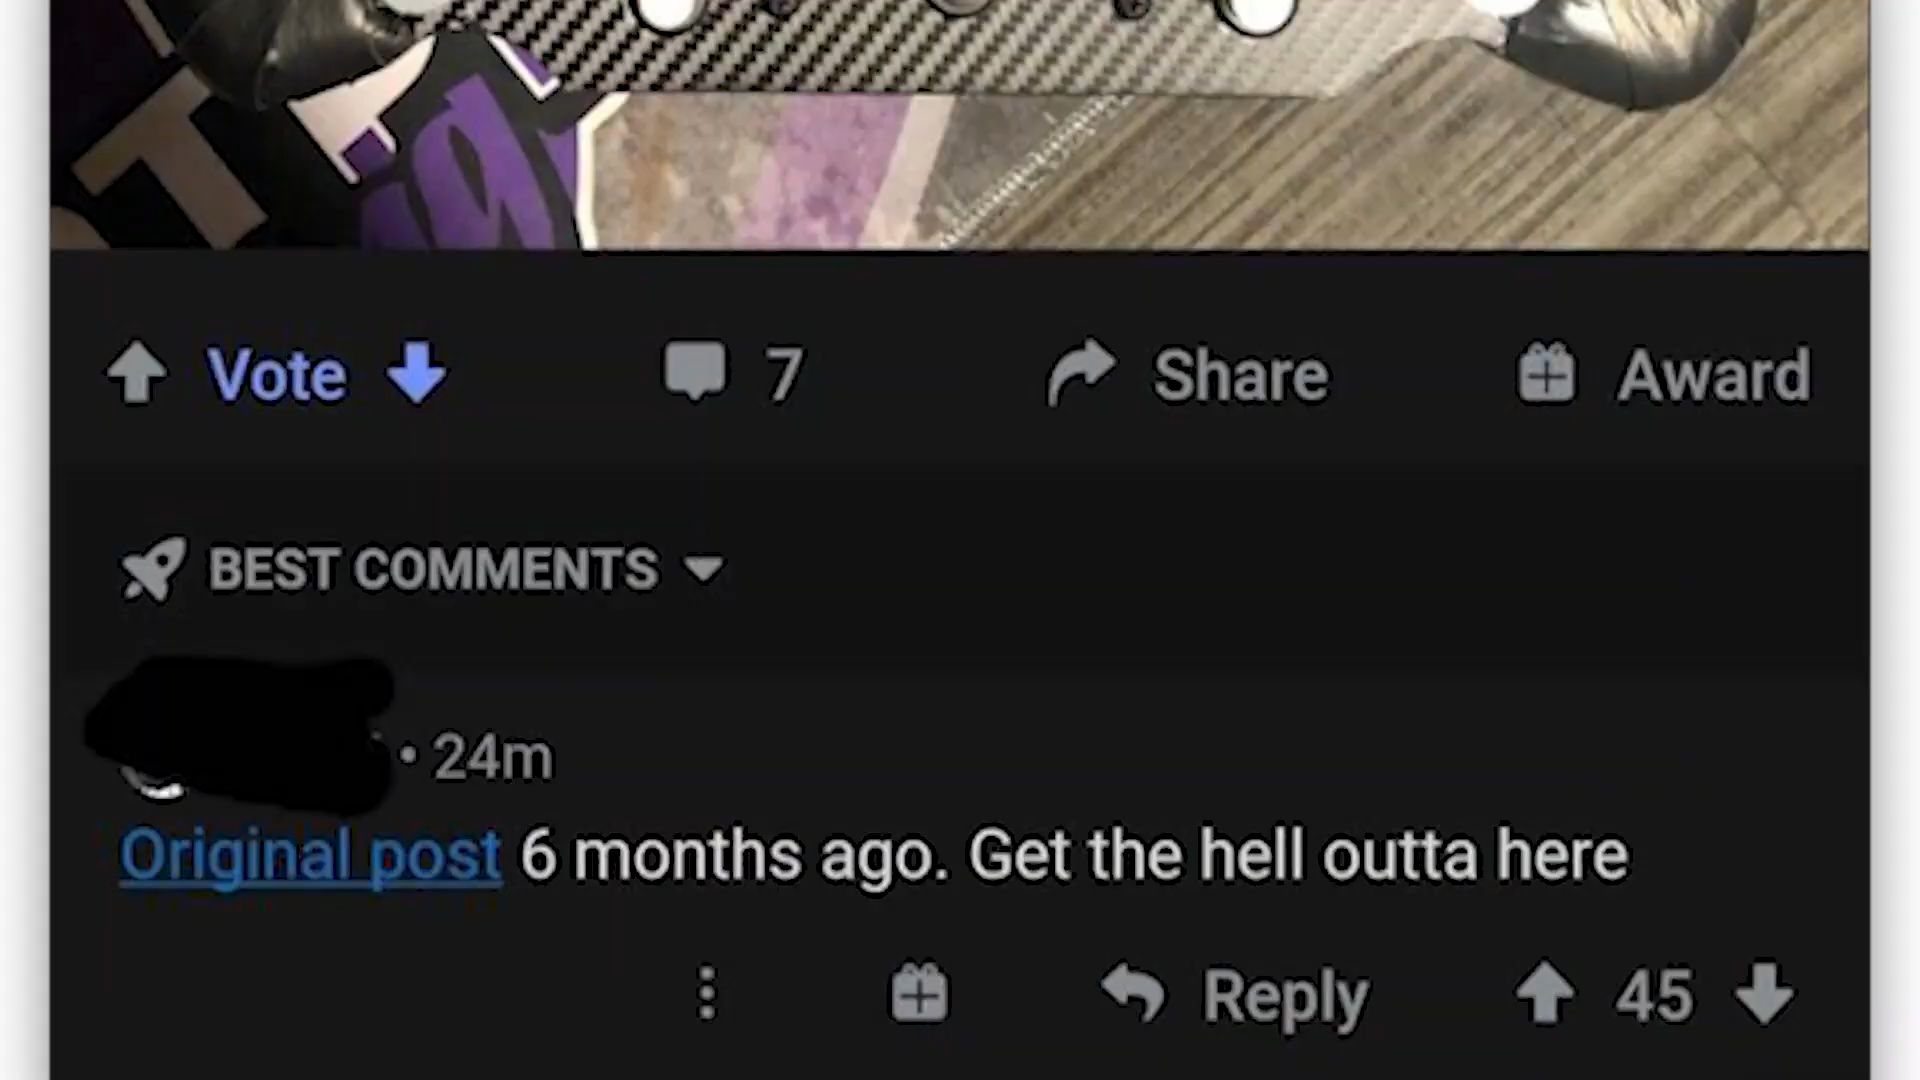 Vote 7 Share Award
BEST COMMENTS
• 24m
Original post 6 months ago. Get the hell outta here
Reply 45